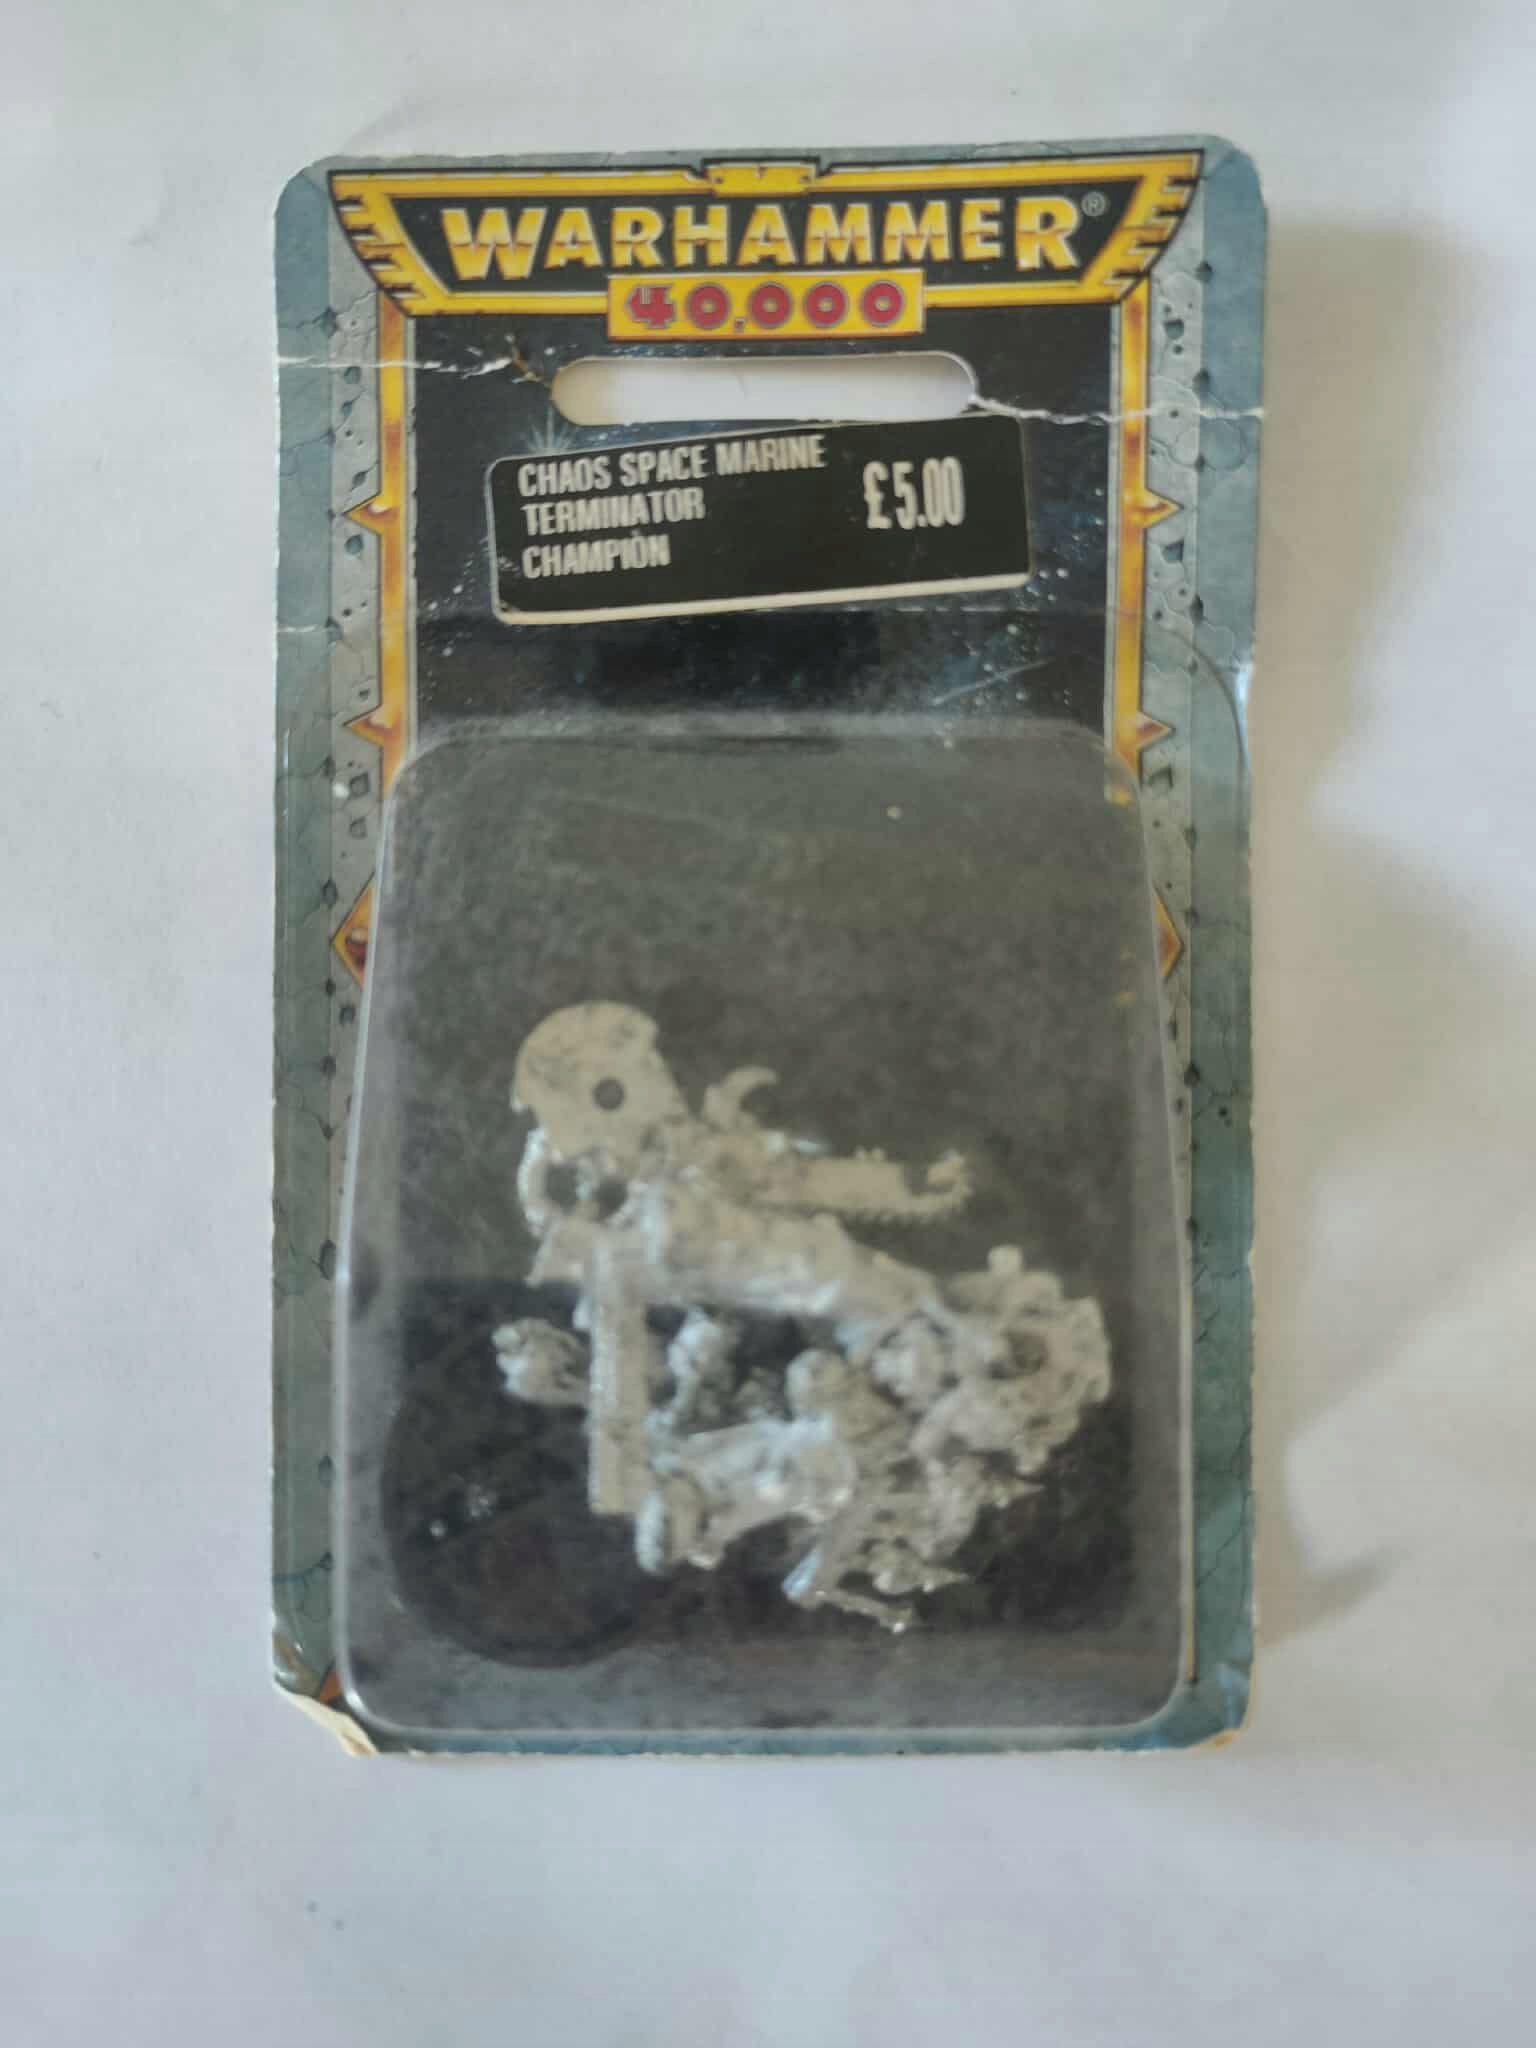 WARHAMMER®
40,000
CHAOS SPACE MARINE
TERMINATOR
CHAMPION
£5.00